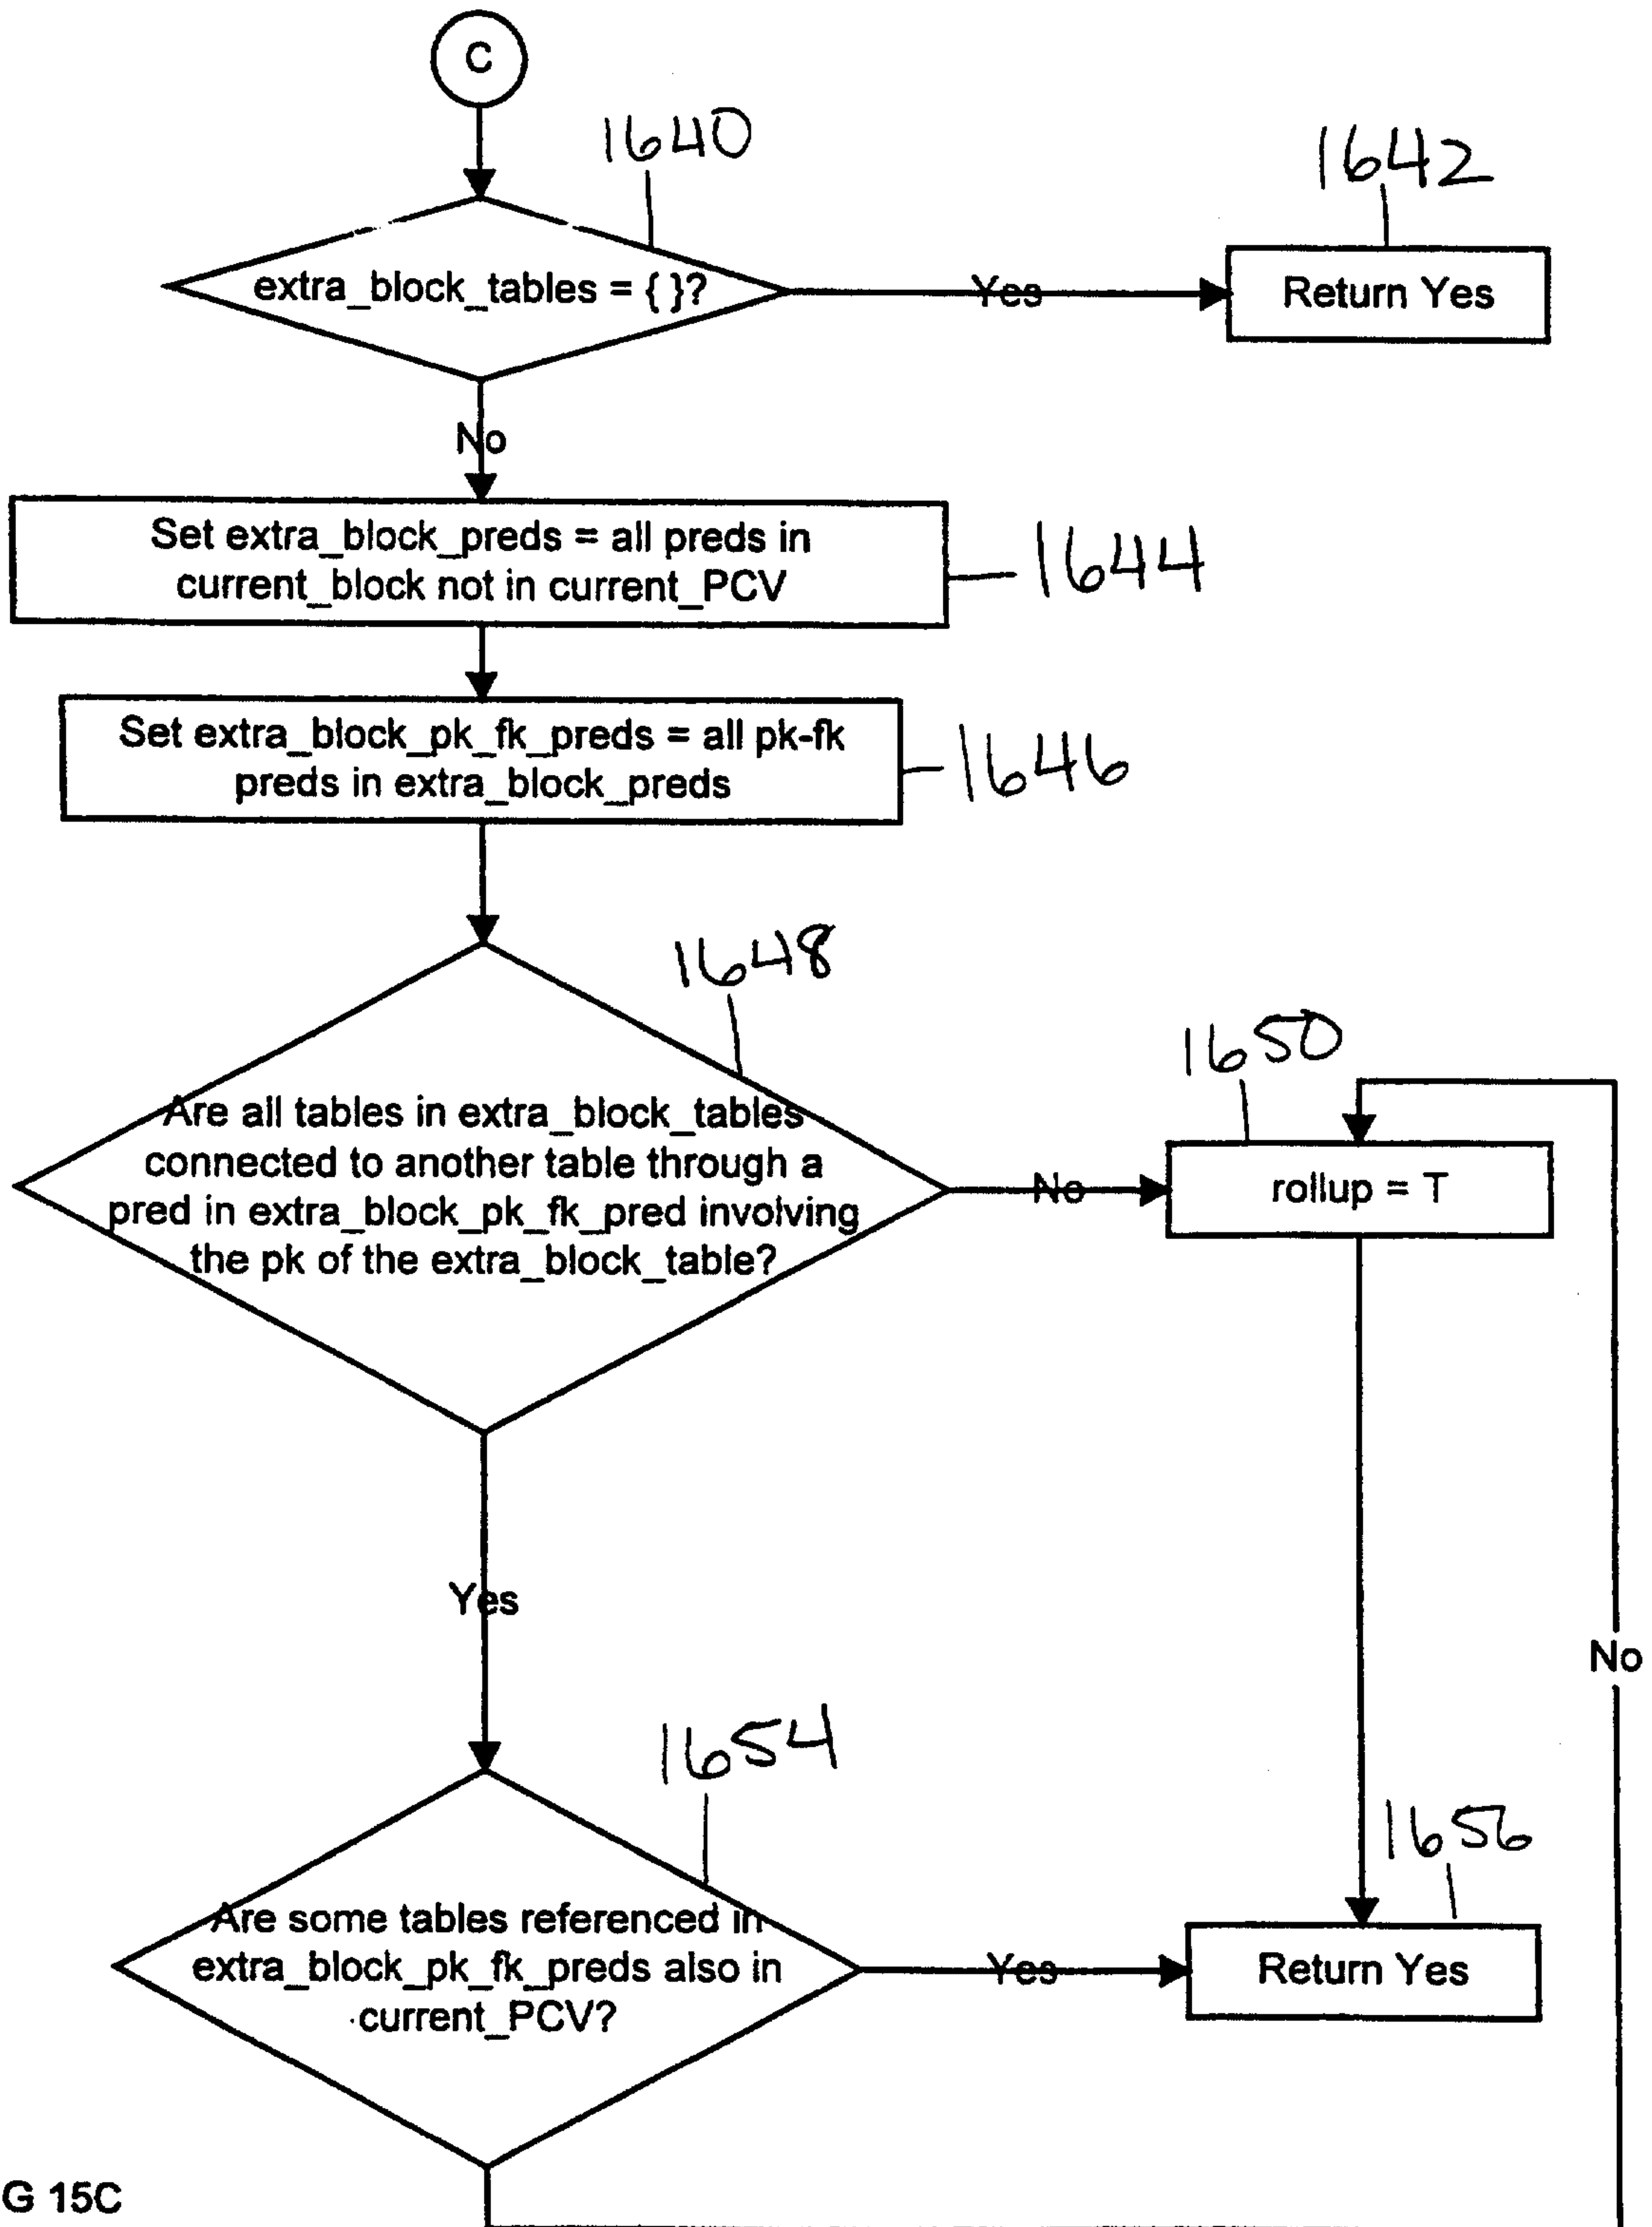 C
1640
1642
extra_block_tables = { }?
Yes
Return Yes
No
Set extra_block_preds = all preds in
current_block not in current_PCV
1644
Set extra_block_pk_fk_preds = all pk-fk
preds in extra_block_preds
1646
1648
1650
Are all tables in extra_block_tables
connected to another table through a
pred in extra_block_pk_fk_pred involving
the pk of the extra_block_table?
No
rollup = T
Yes
No
1654
1656
Are some tables referenced in
extra_block_pk_fk_preds also in
current_PCV?
Yes
Return Yes
G 15C